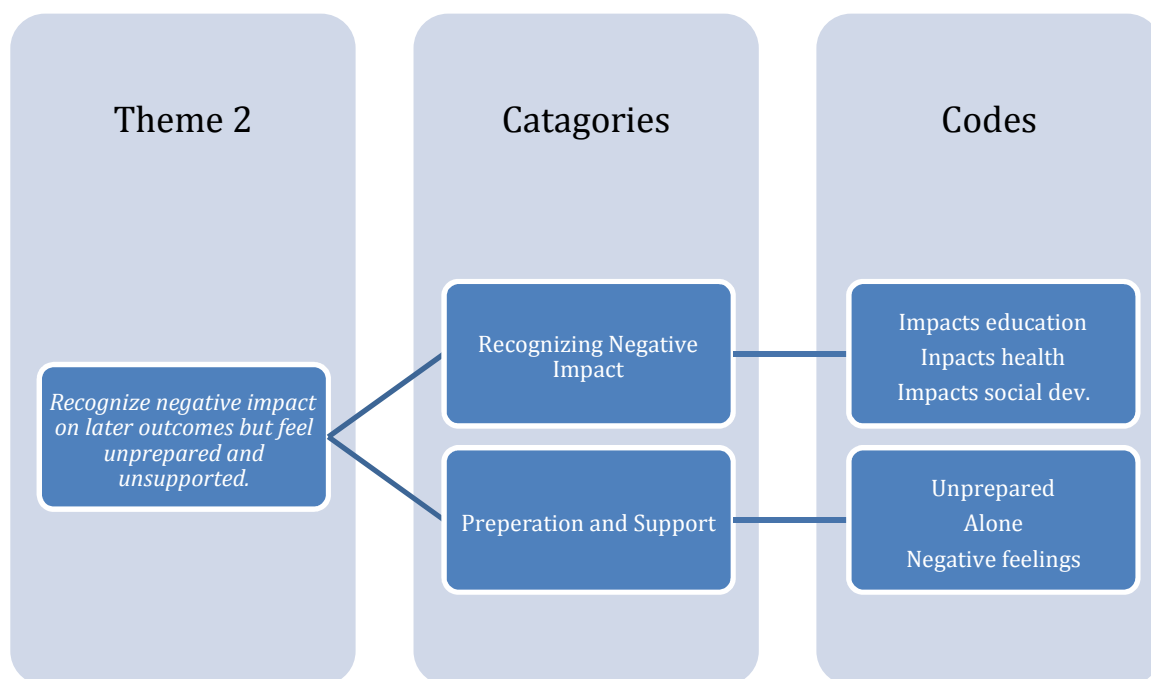 Theme 2
Catagories
Codes
Recognize negative impact
on later outcomes but feel
unprepared and
unsupported.
Recognizing Negative
Impact
Impacts education
Inpacts health
Impacts social dev.
Preperation and Support
Unprepared
Alone
Negative feelings